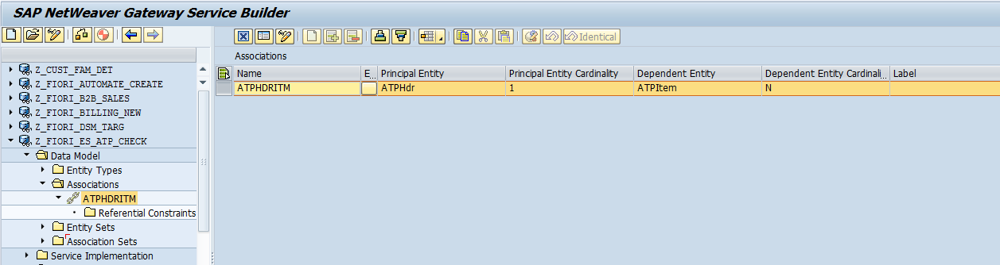 SAP NetWeaver Gateway Service Builder
Identical
Associations
Name E.. Principal Entity Principal Entity Cardinality Dependent Entity Dependent Entity Cardinali... Label
ATPHDRITM ATPHdr 1 ATPItem N
Z_CUST_FAM_DET
Z_FIORI_AUTOMATE_CREATE
Z_FIORI_B2B_SALES
Z_FIORI_BILLING_NEW
Z_FIORI_DSM_TARG
Z_FIORI_ES_ATP_CHECK
Data Model
Entity Types
Associations
ATPHDRITM
Referential Constraints
Entity Sets
Association Sets
Service Implementation